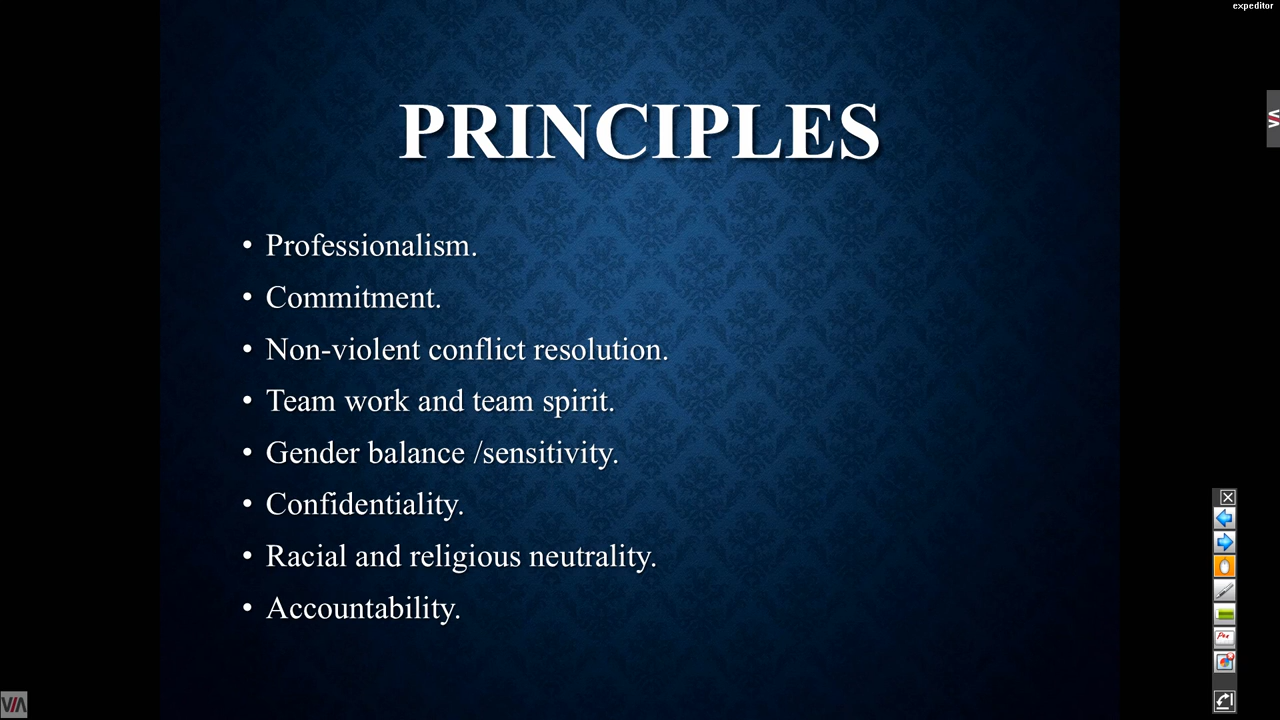 expeditor
PRINCIPLES
• Professionalism.
• Commitment.
• Non-violent conflict resolution.
• Team work and team spirit.
• Gender balance /sensitivity.
• Confidentiality.
• Racial and religious neutrality.
• Accountability.
VIA